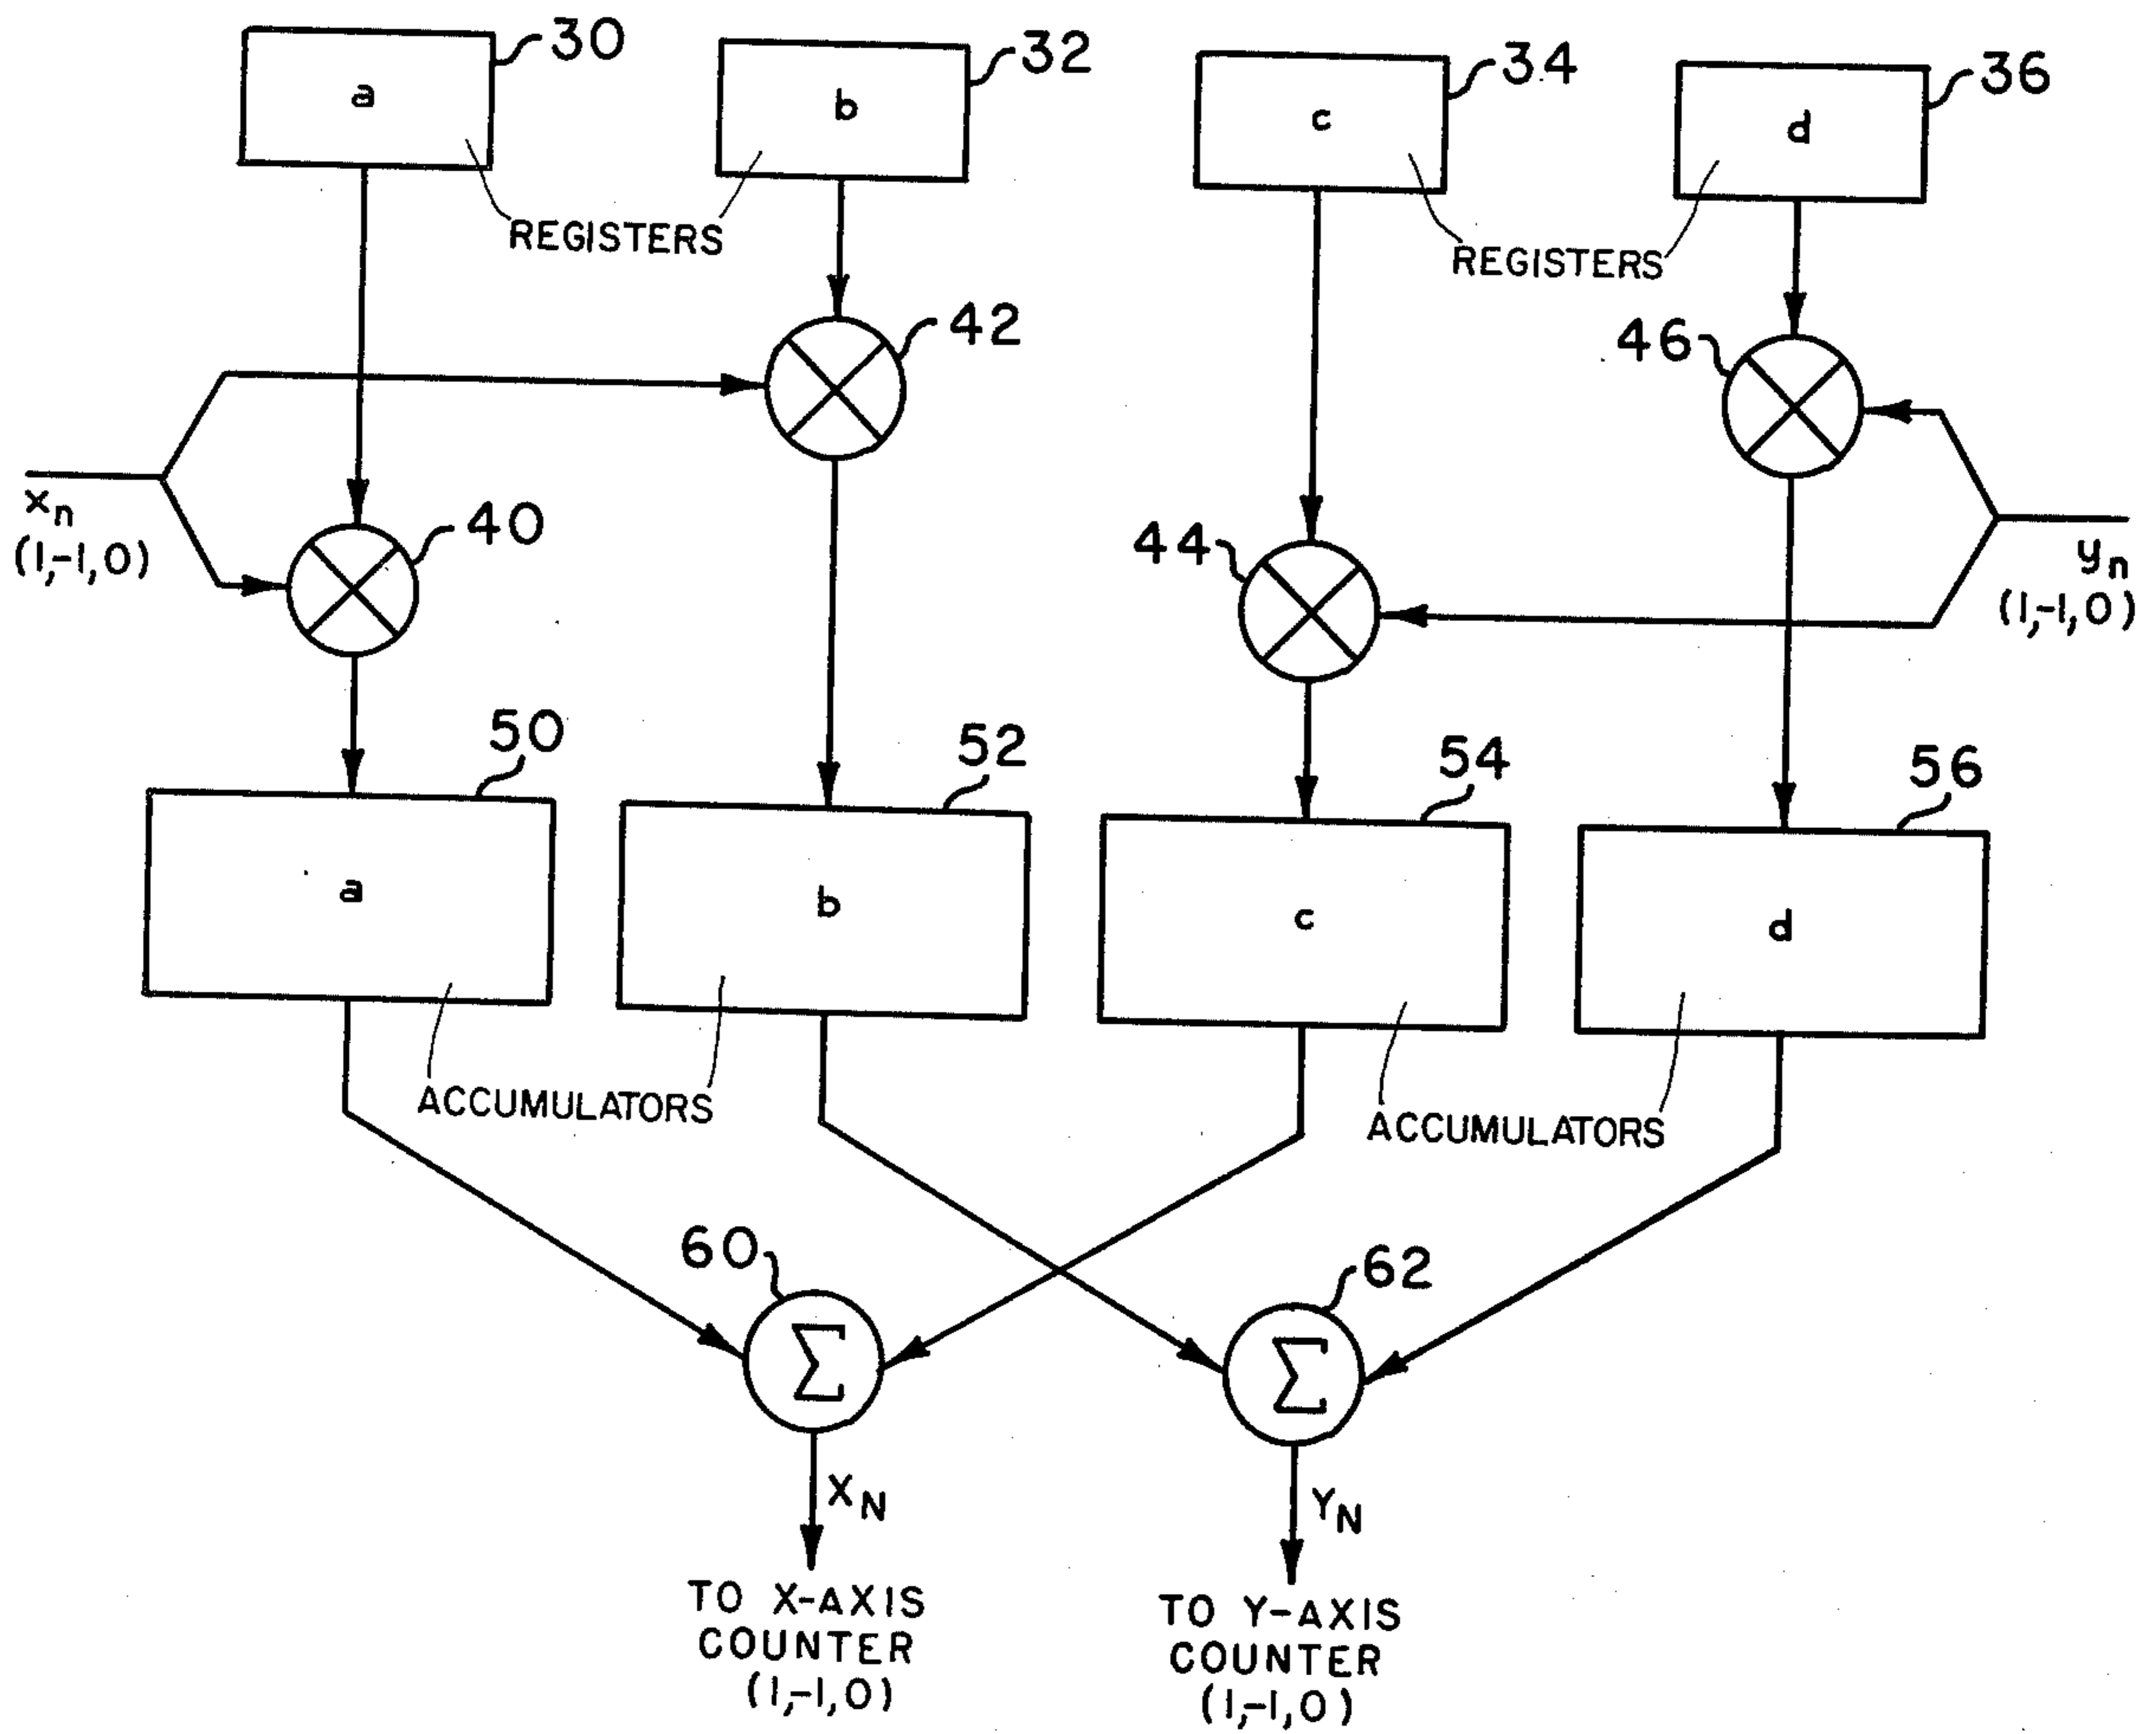 30
32
34
36
a
b
c
d
REGISTERS
REGISTERS
42
46
xn
(1,-1,0)
40
44
yn
(1,-1,0)
50
52
54
56
a
b
c
d
ACCUMULATORS
ACCUMULATORS
60
62
Σ
Σ
XN
YN
TO X-AXIS
COUNTER
(1,-1,0)
TO Y-AXIS
COUNTER
(1,-1,0)